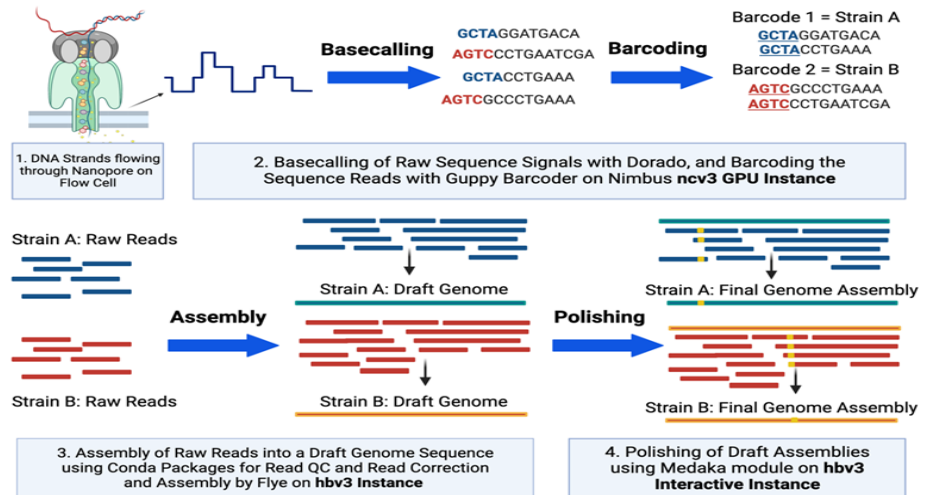 Basecalling
GCTAGGATGACA
AGTCCCTGAATCGA
GCTACCTGAAA
AGTCGCCCTGAAA
Barcoding
Barcode 1 = Strain A
GCTAGGATGACA
GCTACCTGAAA
Barcode 2 = Strain B
AGTCGCCCTGAAA
AGTCCCTGAATCGA
1. DNA Strands flowing
through Nanopore on
Flow Cell
2. Basecalling of Raw Sequence Signals with Dorado, and Barcoding the
Sequence Reads with Guppy Barcoder on Nimbus ncv3 GPU Instance
Strain A: Raw Reads
Strain B: Raw Reads
Assembly
Strain A: Draft Genome
Strain B: Draft Genome
Polishing
Strain A: Final Genome Assembly
Strain B: Final Genome Assembly
3. Assembly of Raw Reads into a Draft Genome Sequence
using Conda Packages for Read QC and Read Correction
and Assembly by Flye on hbv3 Instance
4. Polishing of Draft Assemblies
using Medaka module on hbv3
Interactive Instance